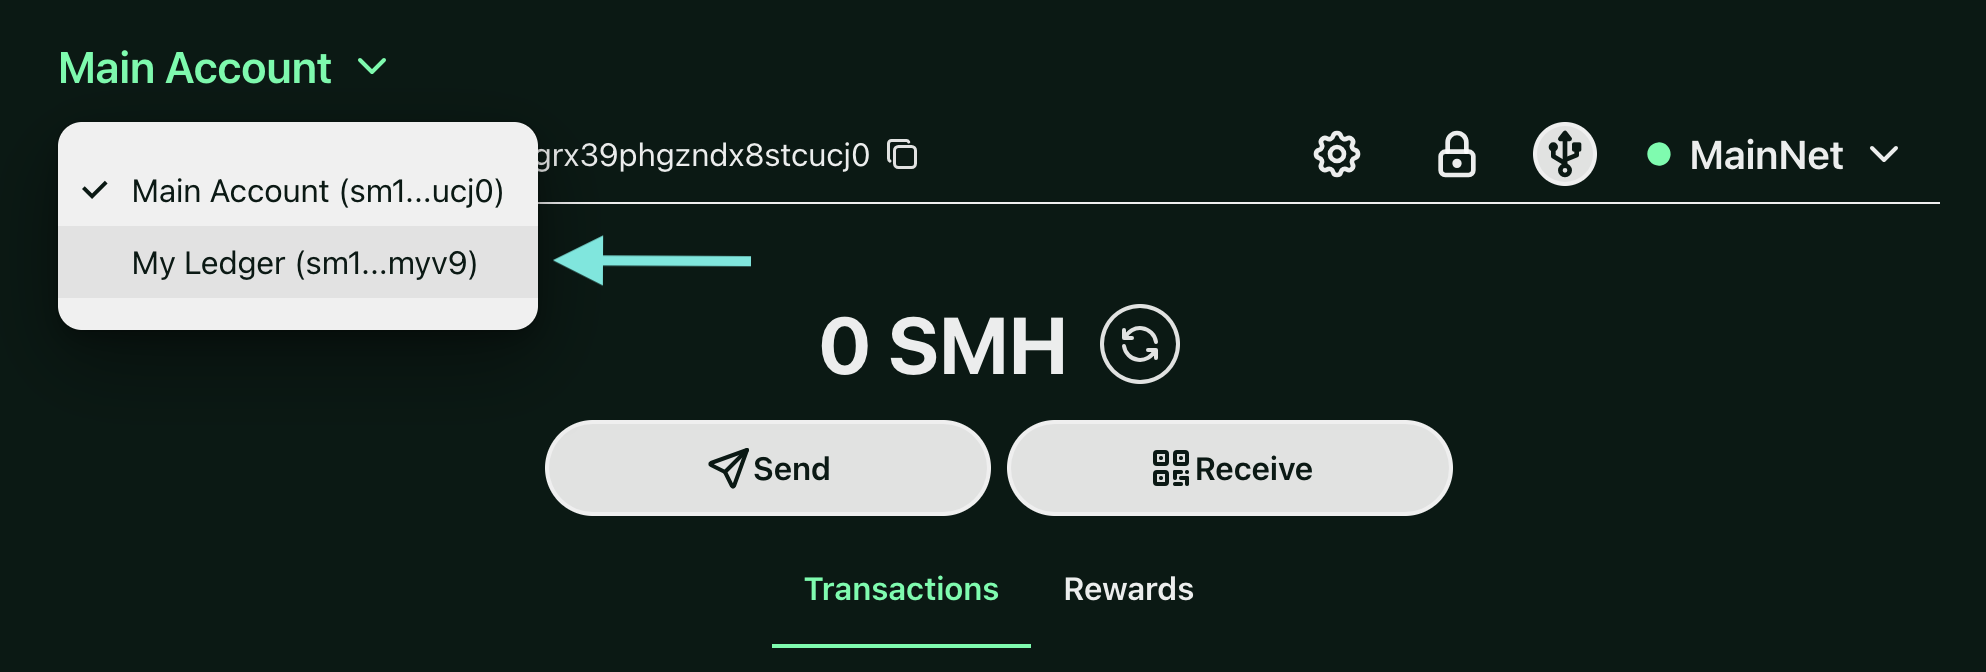 Main Account
grx39phgzndx8stcucj0
MainNet
Main Account (sm1...ucj0)
My Ledger (sm1...myv9)
0 SMH
Send
Receive
Transactions
Rewards